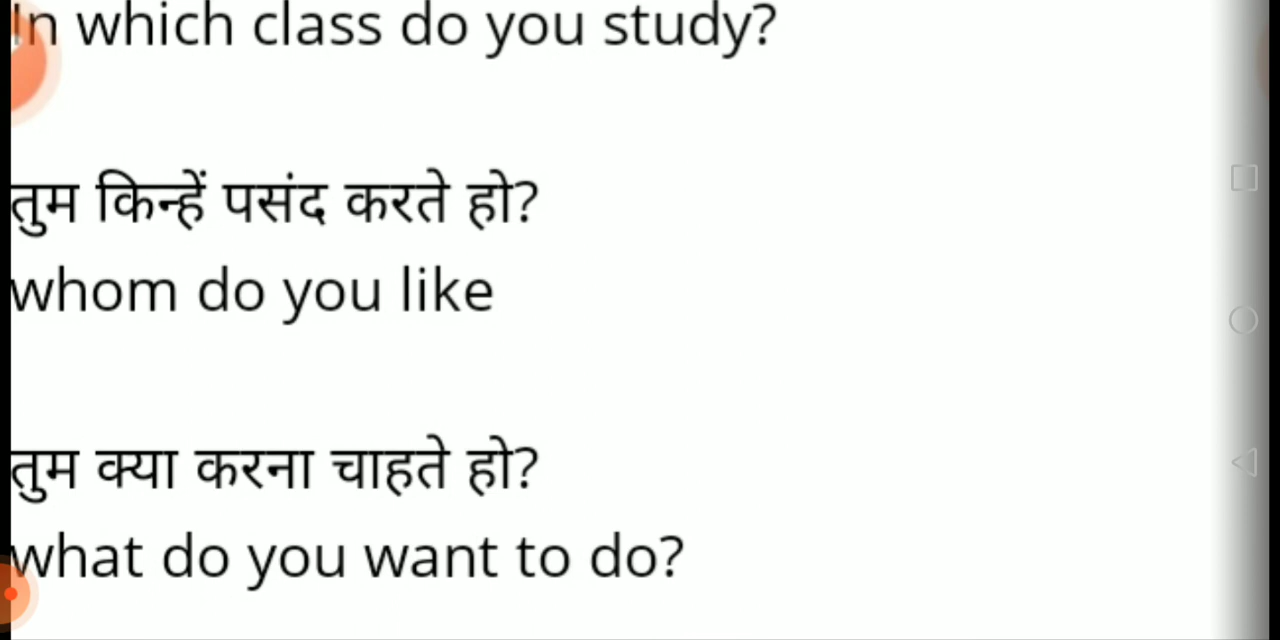 In which class do you study?
तुम किन्हें पसंद करते हो?
whom do you like
तुम क्या करना चाहते हो?
what do you want to do?